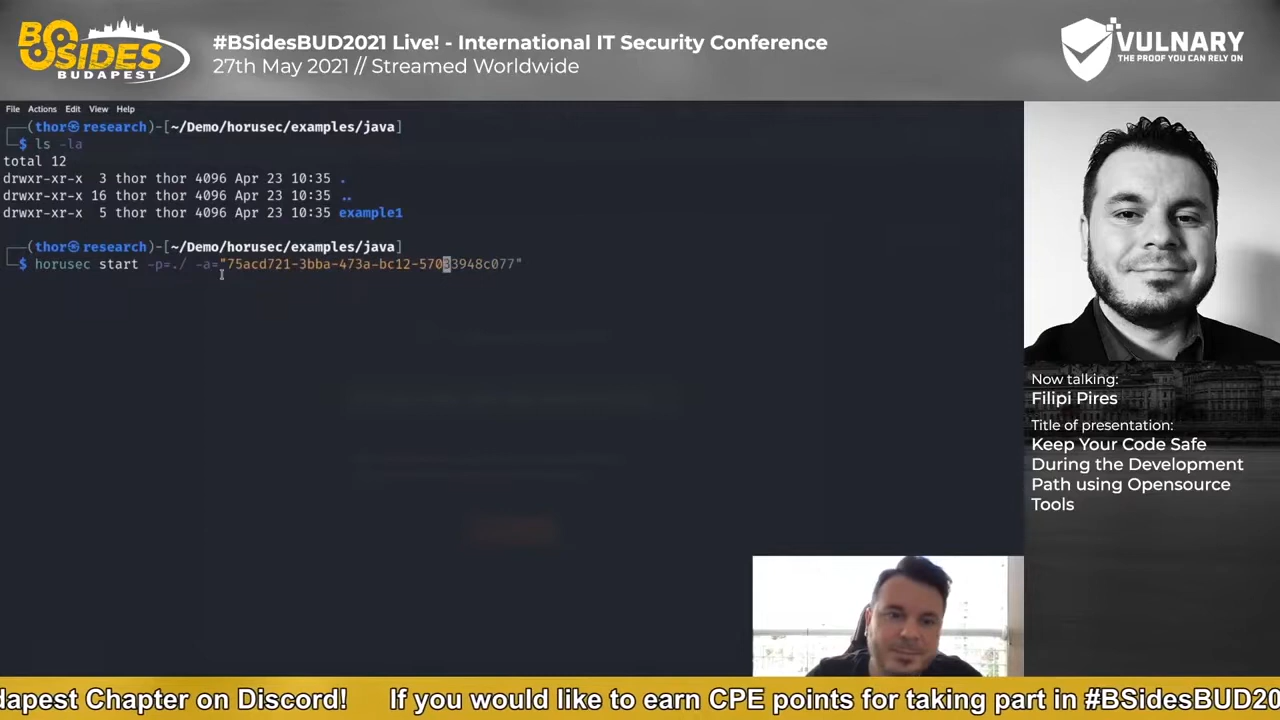 BSIDES
BUDAPEST
#BSidesBUD2021 Live! - International IT Security Conference
27th May 2021 // Streamed Worldwide
VULNARY
THE PROOF YOU CAN RELY ON
File Actions Edit View Help
┌──(thor㉿research)-[~/Demo/horusec/examples/java]
└─$ ls -la
total 12
drwxr-xr-x 3 thor thor 4096 Apr 23 10:35 .
drwxr-xr-x 16 thor thor 4096 Apr 23 10:35 ..
drwxr-xr-x 5 thor thor 4096 Apr 23 10:35 example1
┌──(thor㉿research)-[~/Demo/horusec/examples/java]
└─$ horusec start -p=./ -a="75acd721-3bba-473a-bc12-57033948c077"
Now talking:
Filipi Pires
Title of presentation:
Keep Your Code Safe
During the Development
Path using Opensource
Tools
dapest Chapter on Discord! If you would like to earn CPE points for taking part in #BSidesBUD20